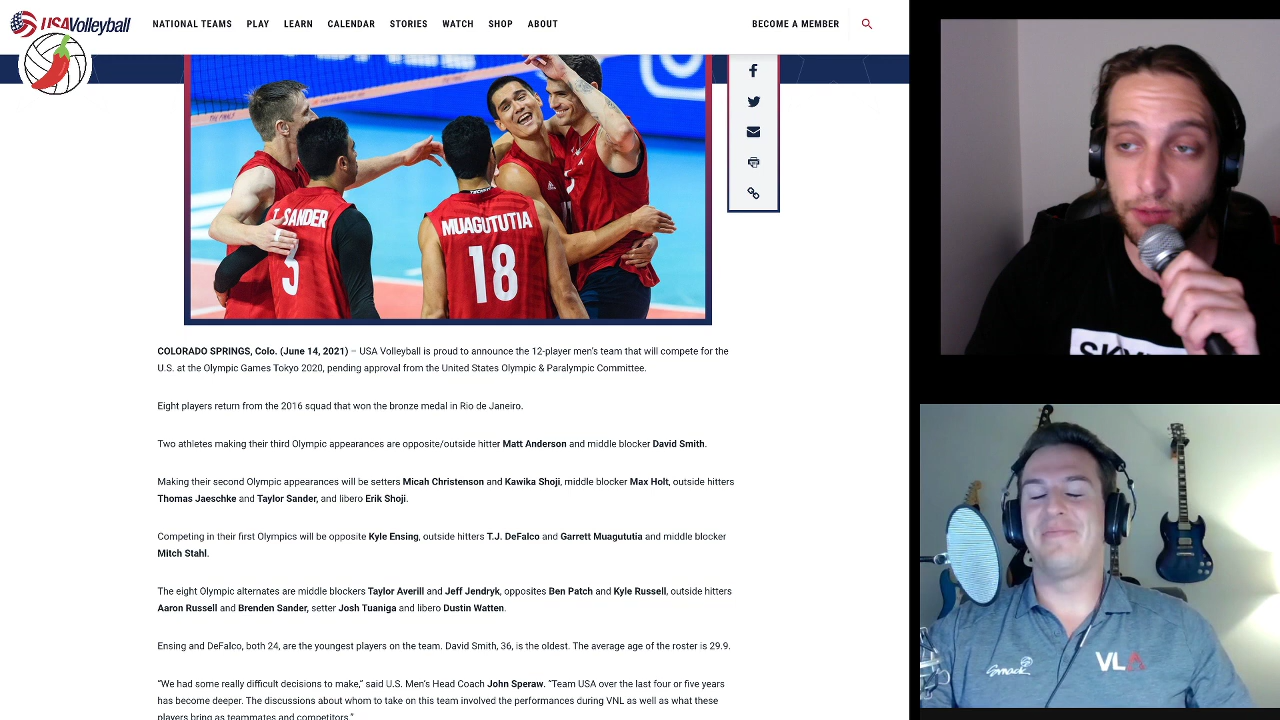 USA Volleyball
NATIONAL TEAMS PLAY LEARN CALENDAR STORIES WATCH SHOP ABOUT BECOME A MEMBER
T. SANDER
3
MUAGUTUTIA
18
COLORADO SPRINGS, Colo. (June 14, 2021) – USA Volleyball is proud to announce the 12-player men's team that will compete for the
U.S. at the Olympic Games Tokyo 2020, pending approval from the United States Olympic & Paralympic Committee.
Eight players return from the 2016 squad that won the bronze medal in Rio de Janeiro.
Two athletes making their third Olympic appearances are opposite/outside hitter Matt Anderson and middle blocker David Smith.
Making their second Olympic appearances will be setters Micah Christenson and Kawika Shoji, middle blocker Max Holt, outside hitters
Thomas Jaeschke and Taylor Sander, and libero Erik Shoji.
Competing in their first Olympics will be opposite Kyle Ensing, outside hitters T.J. DeFalco and Garrett Muagututia and middle blocker
Mitch Stahl.
The eight Olympic alternates are middle blockers Taylor Averill and Jeff Jendryk, opposites Ben Patch and Kyle Russell, outside hitters
Aaron Russell and Brenden Sander, setter Josh Tuaniga and libero Dustin Watten.
Ensing and DeFalco, both 24, are the youngest players on the team. David Smith, 36, is the oldest. The average age of the roster is 29.9.
“We had some really difficult decisions to make,” said U.S. Men's Head Coach John Speraw. “Team USA over the last four or five years
has become deeper. The discussions about whom to take on this team involved the performances during VNL as well as what these
players bring as teammates and competitors.”
VLA